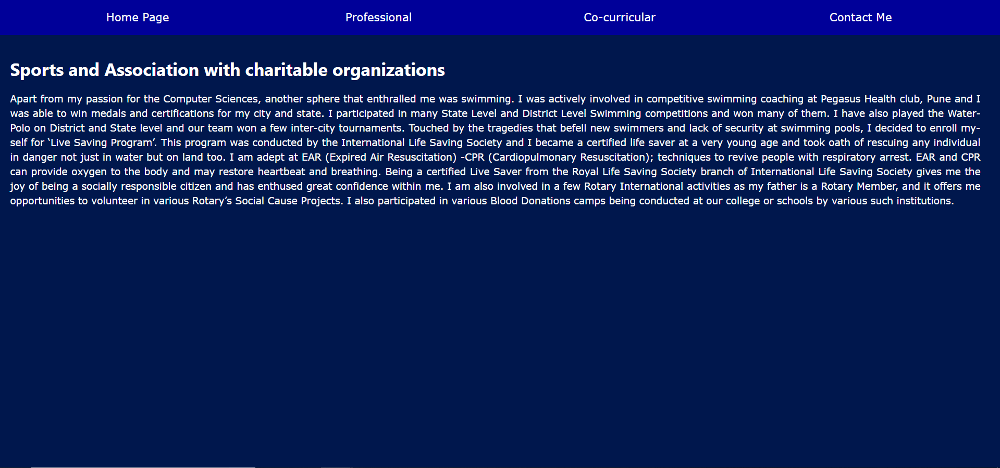 Home Page Professional Co-curricular Contact Me
Sports and Association with charitable organizations
Apart from my passion for the Computer Sciences, another sphere that enthralled me was swimming. I was actively involved in competitive swimming coaching at Pegasus Health club, Pune and I
was able to win medals and certifications for my city and state. I participated in many State Level and District Level Swimming competitions and won many of them. I have also played the Water-
Polo on District and State level and our team won a few inter-city tournaments. Touched by the tragedies that befell new swimmers and lack of security at swimming pools, I decided to enroll my-
self for ‘Live Saving Program’. This program was conducted by the International Life Saving Society and I became a certified life saver at a very young age and took oath of rescuing any individual
in danger not just in water but on land too. I am adept at EAR (Expired Air Resuscitation) -CPR (Cardiopulmonary Resuscitation); techniques to revive people with respiratory arrest. EAR and CPR
can provide oxygen to the body and may restore heartbeat and breathing. Being a certified Live Saver from the Royal Life Saving Society branch of International Life Saving Society gives me the
joy of being a socially responsible citizen and has enthused great confidence within me. I am also involved in a few Rotary International activities as my father is a Rotary Member, and it offers me
opportunities to volunteer in various Rotary’s Social Cause Projects. I also participated in various Blood Donations camps being conducted at our college or schools by various such institutions.